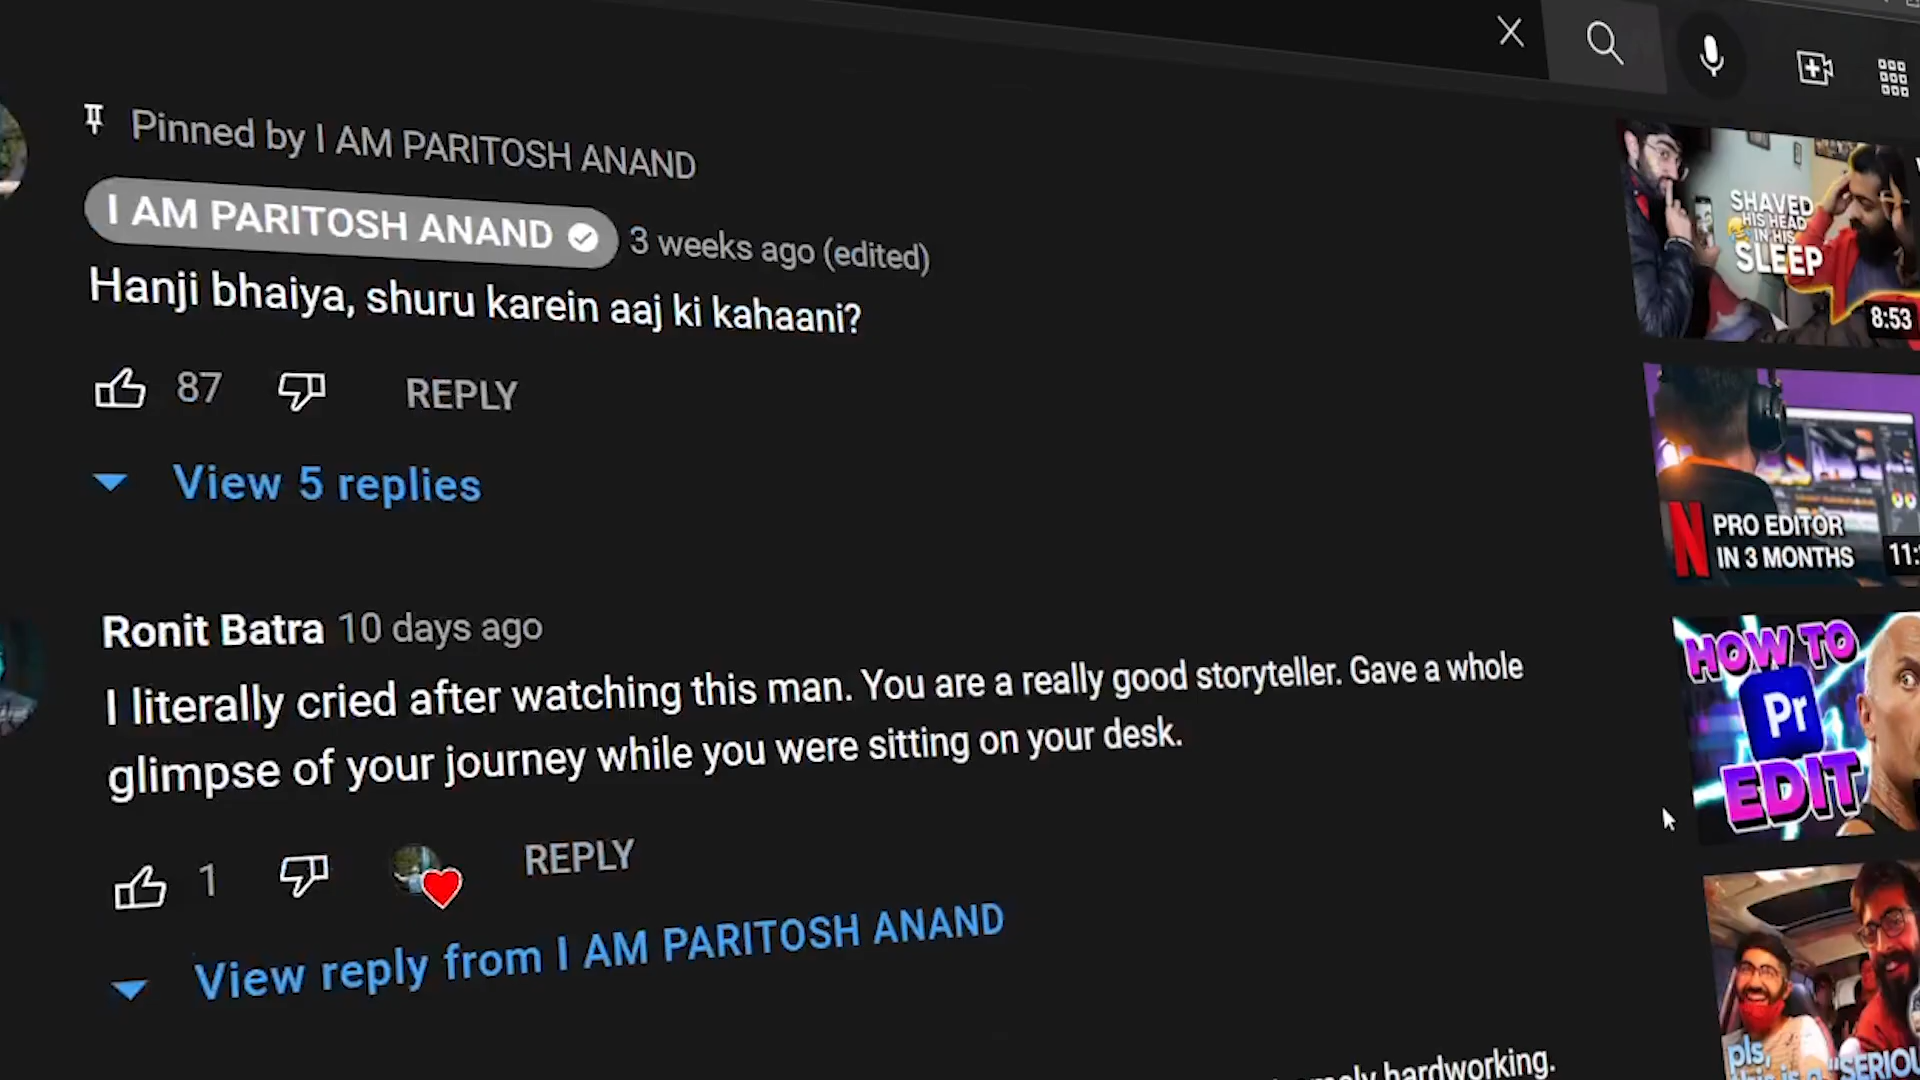 Pinned by I AM PARITOSH ANAND
I AM PARITOSH ANAND 3 weeks ago (edited)
Hanji bhaiya, shuru karein aaj ki kahaani?
87 REPLY
View 5 replies
Ronit Batra 10 days ago
I literally cried after watching this man. You are a really good storyteller. Gave a whole
glimpse of your journey while you were sitting on your desk.
1 REPLY
View reply from I AM PARITOSH ANAND
hardworking.
SHAVED
HIS HEAD
IN HIS
SLEEP
8:53
N PRO EDITOR
IN 3 MONTHS
HOW TO
Pr
EDIT
pls,